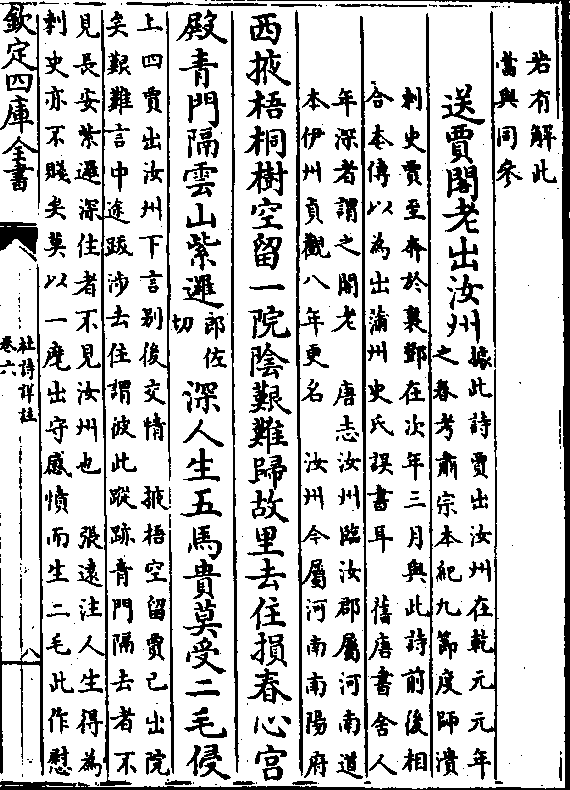 若有解此
當與同參
送賈閣老出汝州
據此詩賈出汝州在乾元元年
之春考肅宗本紀九節度師潰
刺史賈至奔於襄鄧在次年三月與此詩前後相
合本傳以為出蒲州史氏誤書耳 舊唐書舍人
年深者謂之閣老 唐志汝州臨汝郡屬河南道
本伊州貞觀八年更名 汝州今屬河南南陽府
西掖梧桐樹空留一院陰艱難歸故里去住損春心宮
殿青門隔雲山紫邏
郎佐
切
深人生五馬貴莫受二毛侵
上四賈出汝州下言别後交情 掖梧空留賈已出院
矣艱難言中途跋涉去住謂彼此蹤跡青門隔去者不
見長安紫邏深住者不見汝州也 張遠注人生得為
刺史亦不賤矣莫以一麾出守感憤而生二毛此作慰
欽定四庫全書
杜詩詳註
卷六
八